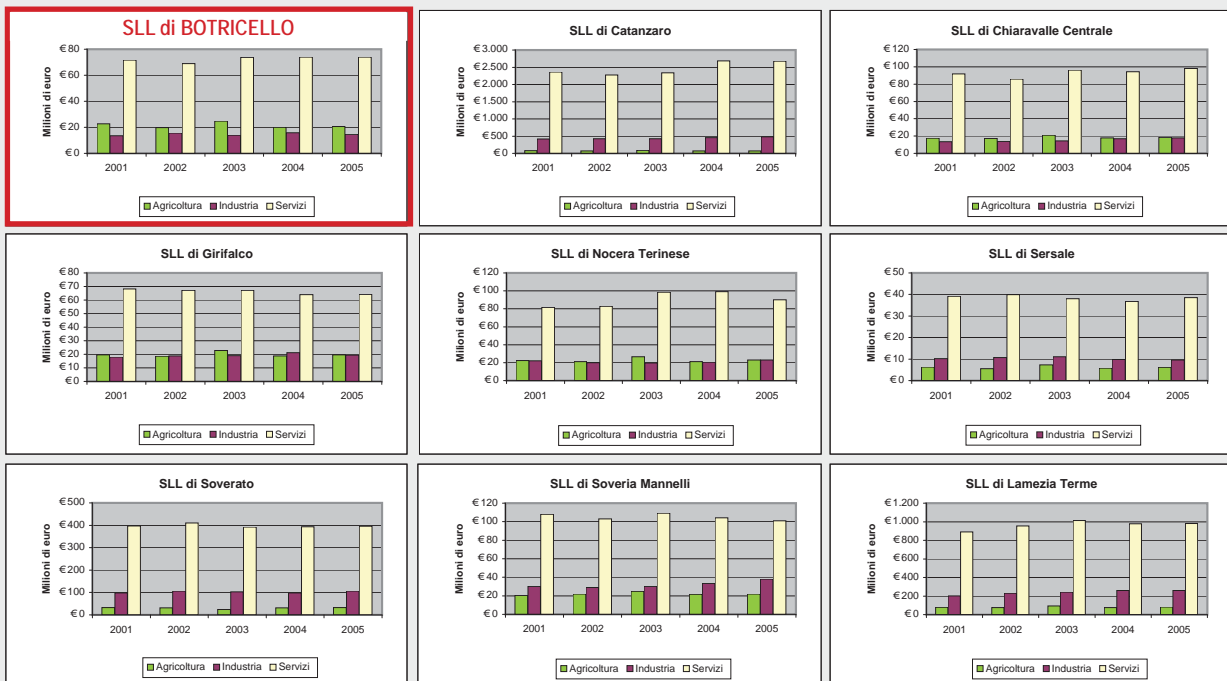 SLL di BOTRICELLO
Milioni di euro
€80
€60
€40
€20
€0
2001 2002 2003 2004 2005
Agricoltura Industria Servizi
SLL di Catanzaro
Milioni di euro
€3.000
€2.500
€2.000
€1.500
€1.000
€500
€0
2001 2002 2003 2004 2005
Agricoltura Industria Servizi
SLL di Chiaravalle Centrale
Milioni di euro
€120
€100
€80
€60
€40
€20
€0
2001 2002 2003 2004 2005
Agricoltura Industria Servizi
SLL di Girifalco
Milioni di euro
€80
€70
€60
€50
€40
€30
€20
€10
€0
2001 2002 2003 2004 2005
Agricoltura Industria Servizi
SLL di Nocera Terinese
Milioni di euro
€120
€100
€80
€60
€40
€20
€0
2001 2002 2003 2004 2005
Agricoltura Industria Servizi
SLL di Sersale
Milioni di euro
€50
€40
€30
€20
€10
€0
2001 2002 2003 2004 2005
Agricoltura Industria Servizi
SLL di Soverato
Milioni di euro
€500
€400
€300
€200
€100
€0
2001 2002 2003 2004 2005
Agricoltura Industria Servizi
SLL di Soveria Mannelli
Milioni di euro
€120
€100
€80
€60
€40
€20
€0
2001 2002 2003 2004 2005
Agricoltura Industria Servizi
SLL di Lamezia Terme
Milioni di euro
€1.200
€1.000
€800
€600
€400
€200
€0
2001 2002 2003 2004 2005
Agricoltura Industria Servizi